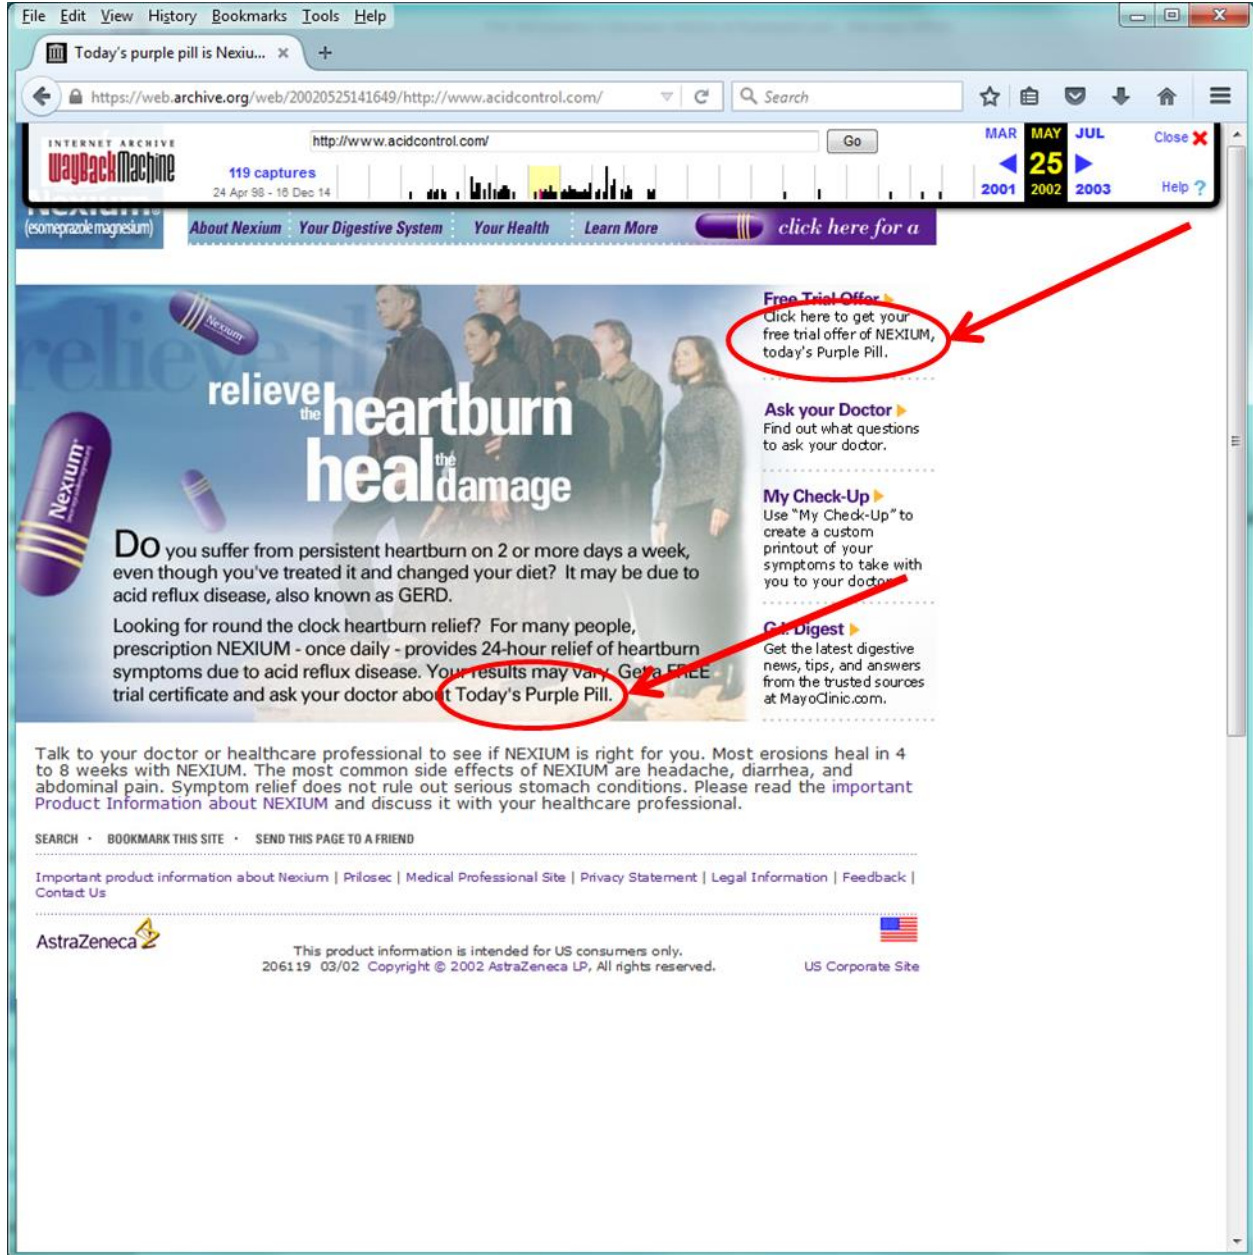 File Edit View History Bookmarks Tools Help
Today's purple pill is Nexiu... × +
https://web.archive.org/web/20020525141649/http://www.acidcontrol.com/
Search
INTERNET ARCHIVE
WayBackMachine
http://www.acidcontrol.com/
Go
119 captures
24 Apr 98 - 16 Dec 14
MAR MAY JUL
25
2001 2002 2003
Close
Help ?
Nexium
(esomeprazole magnesium)
About Nexium Your Digestive System Your Health Learn More
click here for a
relieve the
Nexium
Nexium
relieve the heartburn
heal the damage
Do you suffer from persistent heartburn on 2 or more days a week,
even though you've treated it and changed your diet? It may be due to
acid reflux disease, also known as GERD.
Looking for round the clock heartburn relief? For many people,
prescription NEXIUM - once daily - provides 24-hour relief of heartburn
symptoms due to acid reflux disease. Your results may vary. Get a FREE
trial certificate and ask your doctor about Today's Purple Pill.
Free Trial Offer
Click here to get your
free trial offer of NEXIUM,
today's Purple Pill.
Ask your Doctor
Find out what questions
to ask your doctor.
My Check-Up
Use "My Check-Up" to
create a custom
printout of your
symptoms to take with
you to your doctor.
G.I. Digest
Get the latest digestive
news, tips, and answers
from the trusted sources
at MayoClinic.com.
Talk to your doctor or healthcare professional to see if NEXIUM is right for you. Most erosions heal in 4
to 8 weeks with NEXIUM. The most common side effects of NEXIUM are headache, diarrhea, and
abdominal pain. Symptom relief does not rule out serious stomach conditions. Please read the important
Product Information about NEXIUM and discuss it with your healthcare professional.
SEARCH · BOOKMARK THIS SITE · SEND THIS PAGE TO A FRIEND
Important product information about Nexium | Prilosec | Medical Professional Site | Privacy Statement | Legal Information | Feedback |
Contact Us
AstraZeneca
This product information is intended for US consumers only.
206119 03/02 Copyright © 2002 AstraZeneca LP, All rights reserved.
US Corporate Site